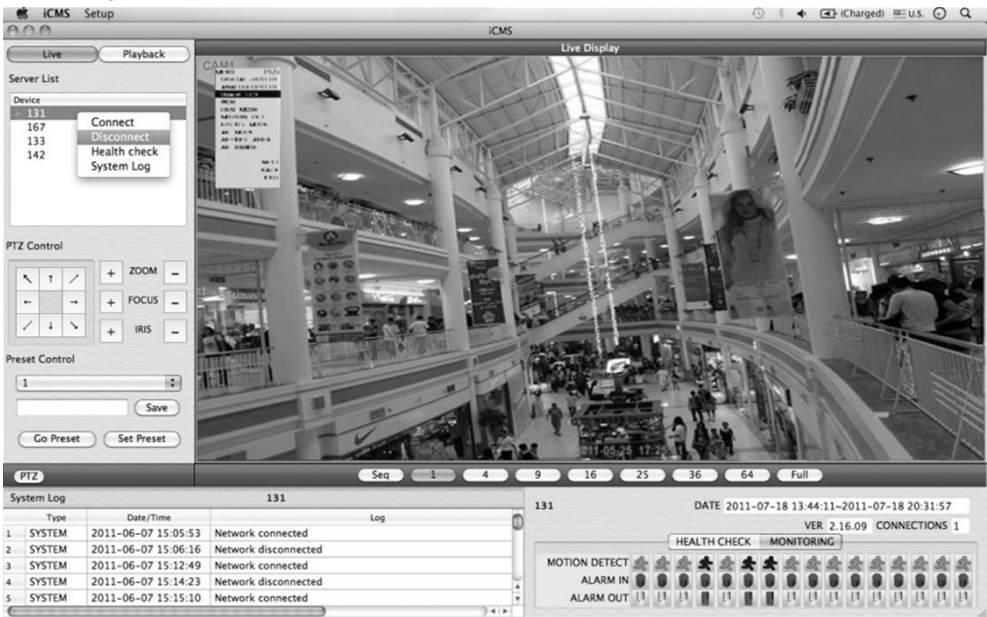 iCMS Setup (Charged) U.S.
iCMS
Live Playback
Live Display
Server List
Device
131
167
133
142
Connect
Disconnect
Health check
System Log
CAM1
PTZ Control
+ ZOOM -
+ FOCUS -
+ IRIS -
Preset Control
1
Save
Go Preset Set Preset
2011-05-25 17:25
PTZ
Seq 1 4 9 16 25 36 64 Full
System Log 131
Type Date/Time Log
1 SYSTEM 2011-06-07 15:05:53 Network connected
2 SYSTEM 2011-06-07 15:06:16 Network disconnected
3 SYSTEM 2011-06-07 15:12:49 Network connected
4 SYSTEM 2011-06-07 15:14:23 Network disconnected
5 SYSTEM 2011-06-07 15:15:10 Network connected
131 DATE 2011-07-18 13:44:11~2011-07-18 20:31:57
VER 2.16.09 CONNECTIONS 1
HEALTH CHECK MONITORING
MOTION DETECT
ALARM IN
ALARM OUT